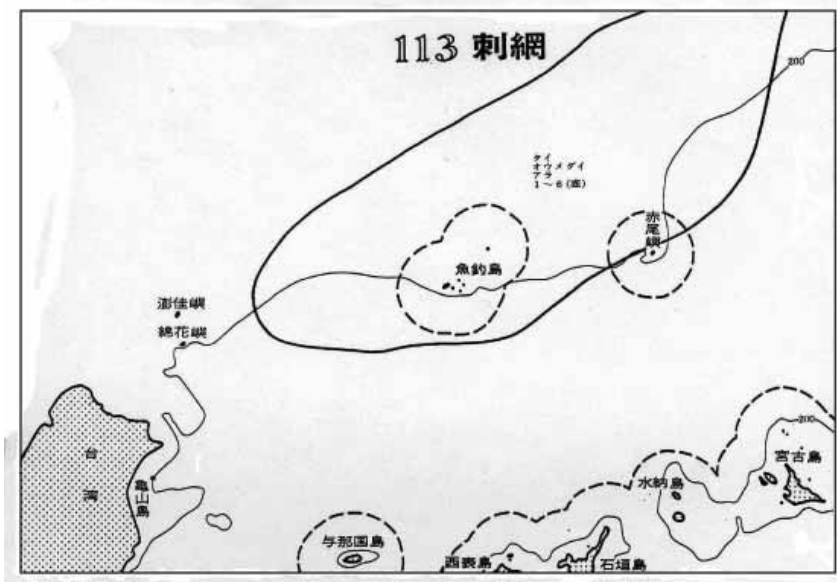 113 刺網
200
タイ
オウメダイ
アラ
1〜6(底)
赤尾嶼
魚釣島
澎佳嶼
綿花嶼
200
宮古島
水納島
台湾
亀山島
与那国島
西表島
石垣島